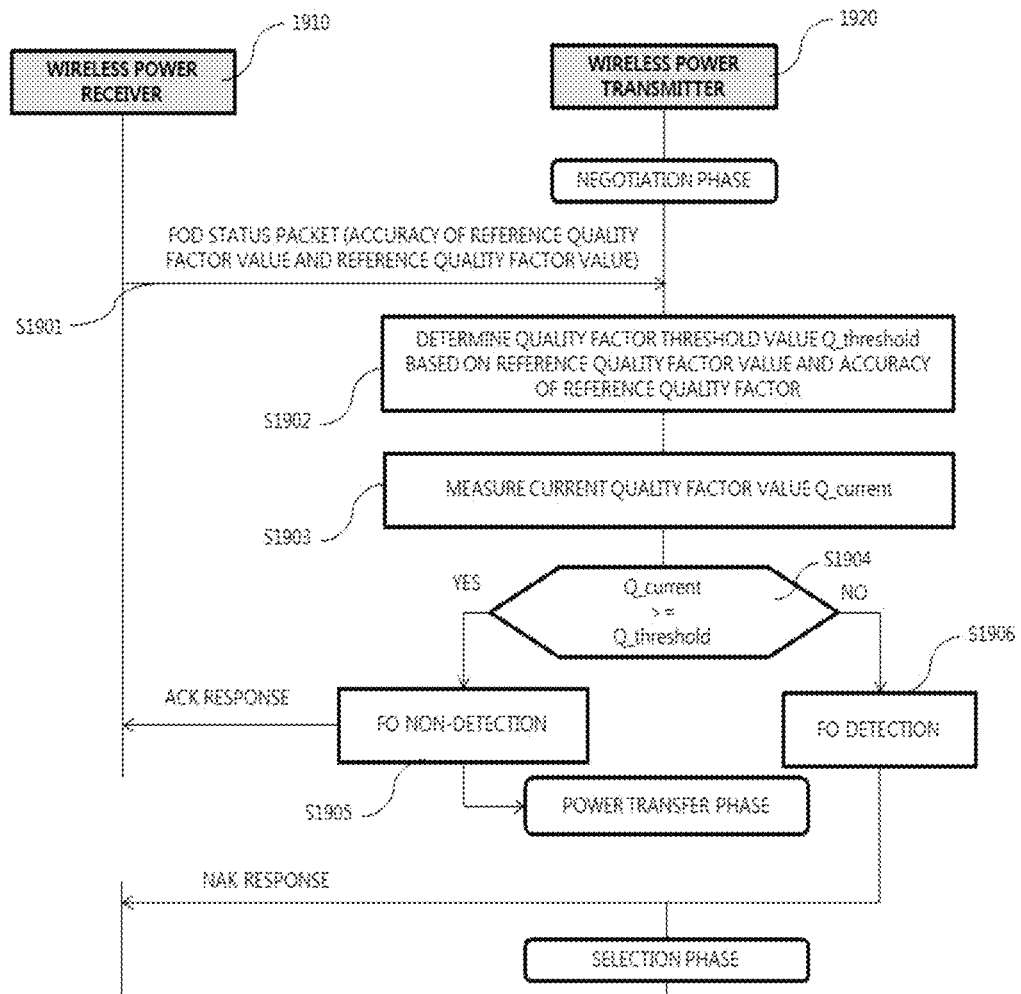 1910
1920
WIRELESS POWER
RECEIVER
WIRELESS POWER
TRANSMITTER
NEGOTIATION PHASE
FOD STATUS PACKET (ACCURACY OF REFERENCE QUALITY
FACTOR VALUE AND REFERENCE QUALITY FACTOR VALUE)
S1901
DETERMINE QUALITY FACTOR THRESHOLD VALUE Q_threshold
BASED ON REFERENCE QUALITY FACTOR VALUE AND ACCURACY
OF REFERENCE QUALITY FACTOR
S1902
MEASURE CURRENT QUALITY FACTOR VALUE Q_current
S1903
S1904
YES
Q_current
>=
Q_threshold
NO
S1906
ACK RESPONSE
FO NON-DETECTION
FO DETECTION
S1905
POWER TRANSFER PHASE
NAK RESPONSE
SELECTION PHASE